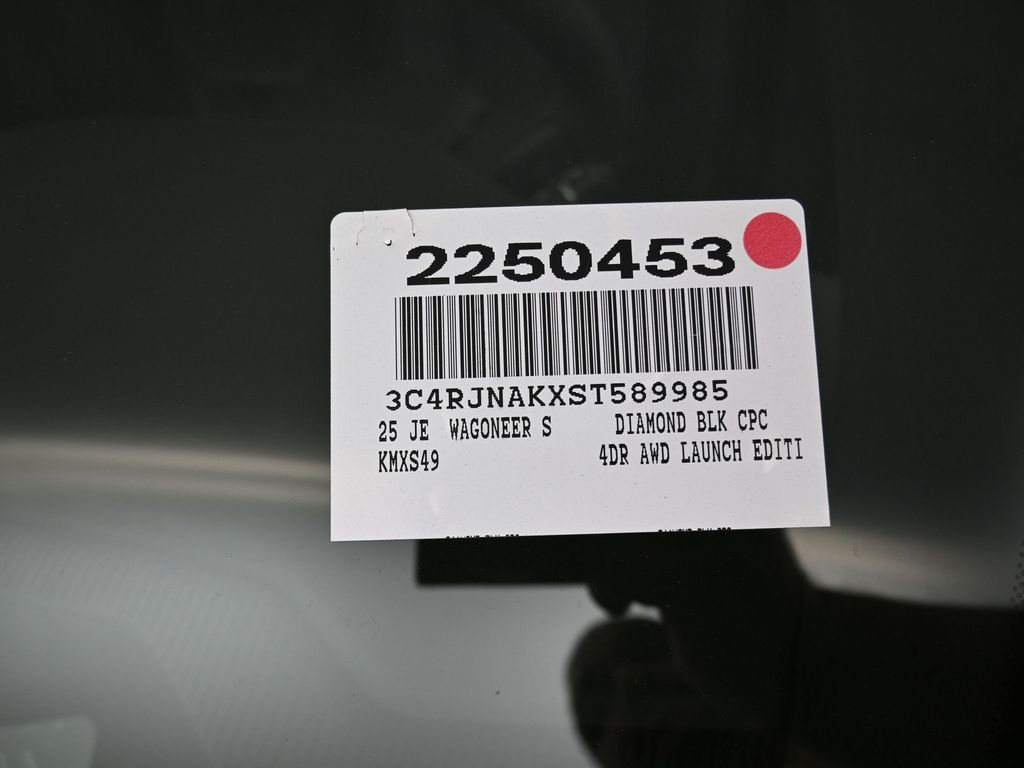 2250453
3C4RJNAKXST589985
25 JE WAGONEER S DIAMOND BLK CPC
KMXS49 4DR AWD LAUNCH EDITI